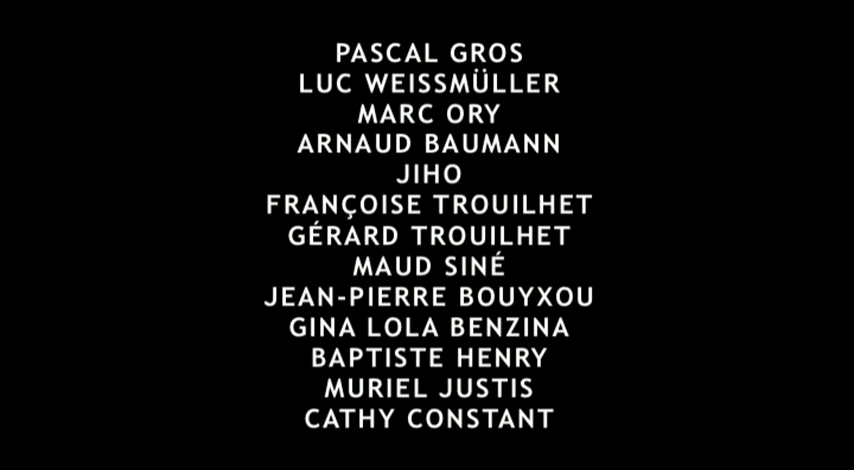 PASCAL GROS
LUC WEISSMÜLLER
MARC ORY
ARNAUD BAUMANN
JIHO
FRANÇOISE TROUILHET
GÉRARD TROUILHET
MAUD SINÉ
JEAN-PIERRE BOUYXOU
GINA LOLA BENZINA
BAPTISTE HENRY
MURIEL JUSTIS
CATHY CONSTANT